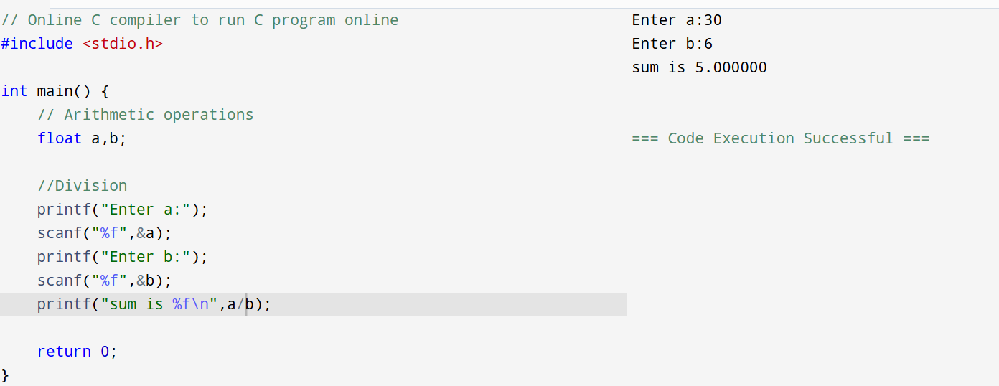 // Online C compiler to run C program online
#include <stdio.h>
int main() {
// Arithmetic operations
float a,b;
//Division
printf("Enter a:");
scanf("%f",&a);
printf("Enter b:");
scanf("%f",&b);
printf("sum is %f\n",a/b);
return 0;
}
Enter a:30
Enter b:6
sum is 5.000000
=== Code Execution Successful ===